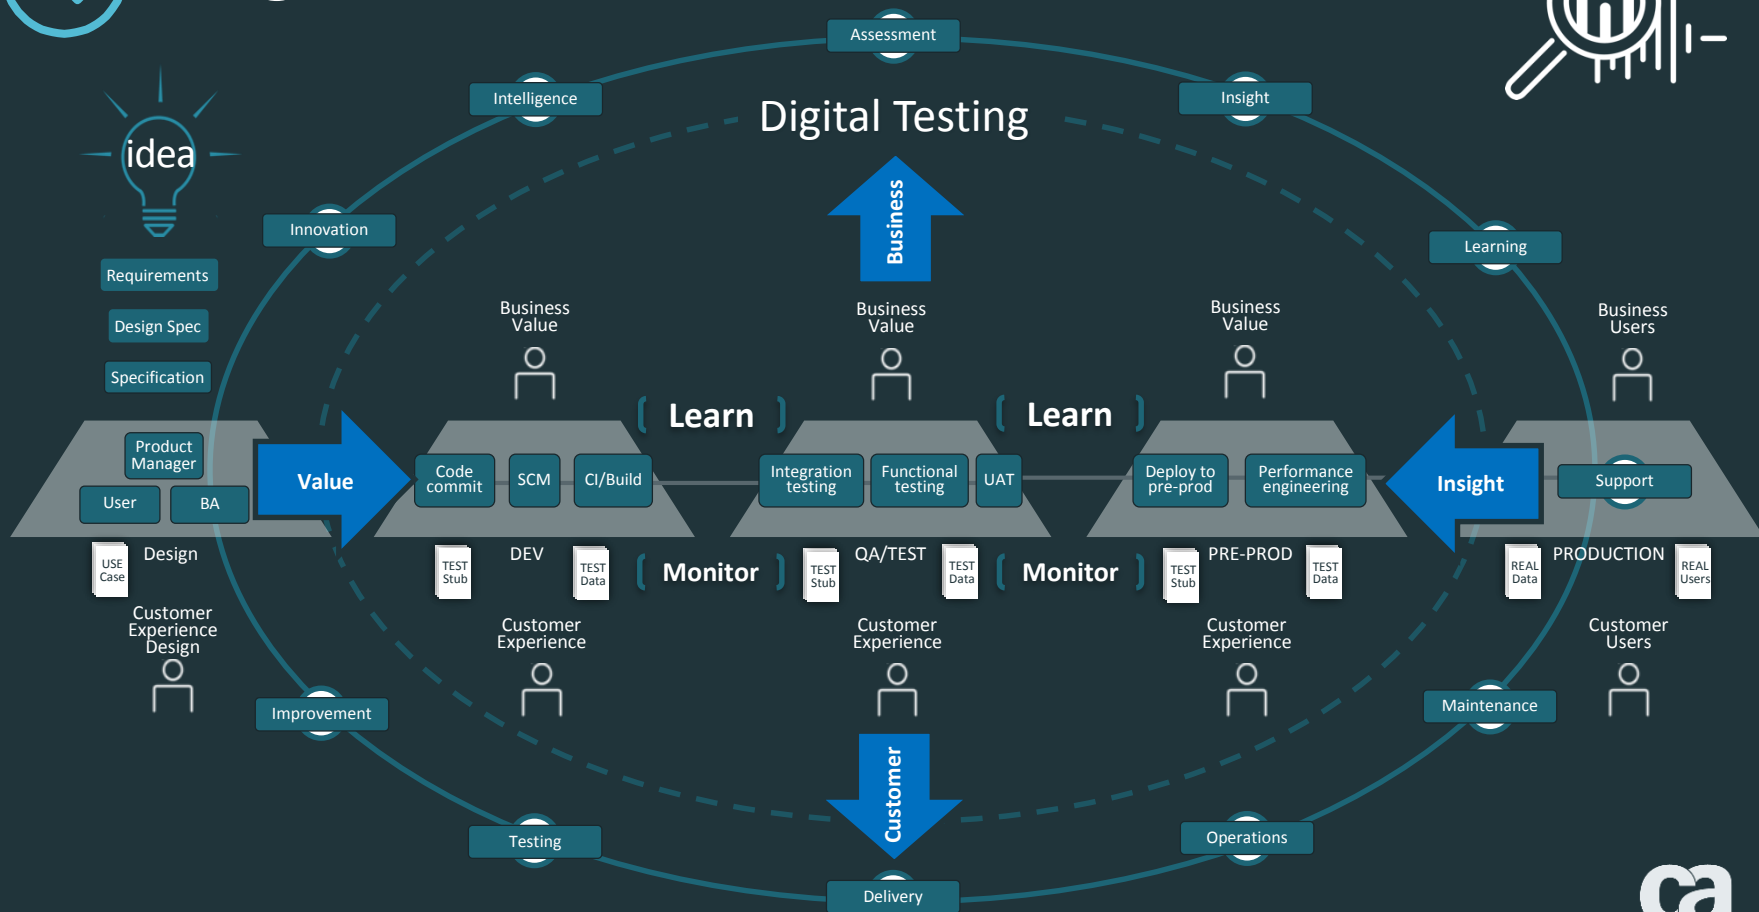 Assessment
Intelligence
Insight
Digital Testing
idea
Innovation
Learning
Business
Requirements
Design Spec
Specification
Business
Value
Business
Value
Business
Value
Business
Users
Learn
Learn
Product
Manager
User
BA
Value
Code
commit
SCM
CI/Build
Integration
testing
Functional
testing
UAT
Deploy to
pre-prod
Performance
engineering
Insight
Support
USE
Case
Design
TEST
Stub
DEV
TEST
Data
Monitor
TEST
Stub
QA/TEST
TEST
Data
Monitor
TEST
Stub
PRE-PROD
TEST
Data
REAL
Data
PRODUCTION
REAL
Users
Customer
Experience
Design
Customer
Experience
Customer
Experience
Customer
Experience
Customer
Users
Improvement
Maintenance
Customer
Testing
Operations
Delivery
ca